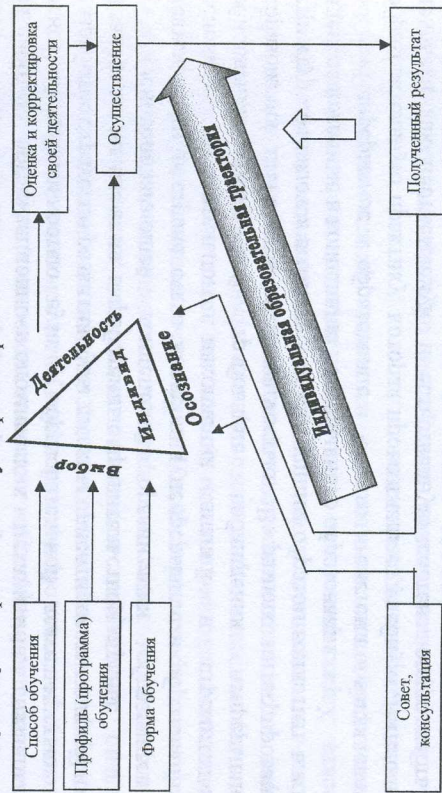 Способ обучения
Профиль (программа)
обучения
Форма обучения
Выбор
Деятельность
Индивид
Осознание
Оценка и корректировка
своей деятельности
Осуществление
Индивидуальная образовательная траектория
Полученный результат
Совет,
консультация